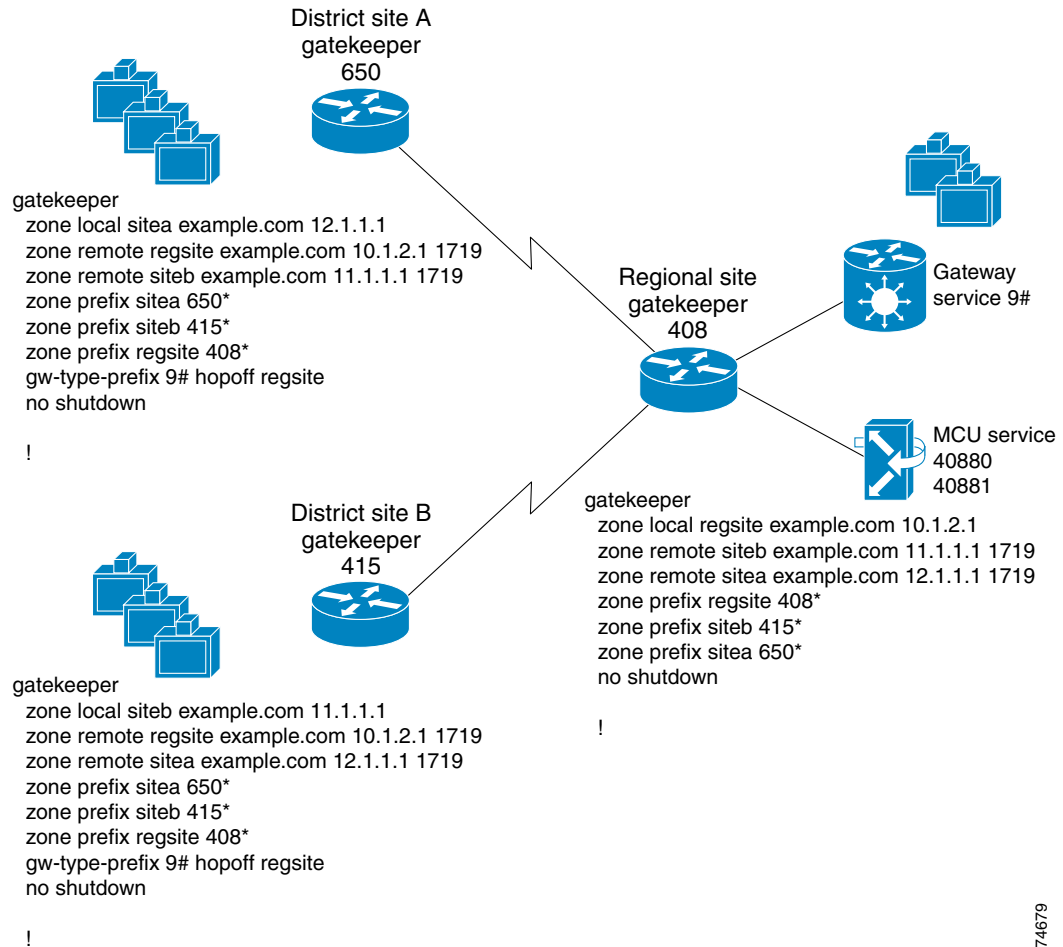 District site A
gatekeeper
650
gatekeeper
zone local sitea example.com 12.1.1.1
zone remote regsite example.com 10.1.2.1 1719
zone remote siteb example.com 11.1.1.1 1719
zone prefix sitea 650*
zone prefix siteb 415*
zone prefix regsite 408*
gw-type-prefix 9# hopoff regsite
no shutdown
!
Regional site
gatekeeper
408
Gateway
service 9#
MCU service
40880
40881
gatekeeper
zone local regsite example.com 10.1.2.1
zone remote siteb example.com 11.1.1.1 1719
zone remote sitea example.com 12.1.1.1 1719
zone prefix regsite 408*
zone prefix siteb 415*
zone prefix sitea 650*
no shutdown
!
District site B
gatekeeper
415
gatekeeper
zone local siteb example.com 11.1.1.1
zone remote regsite example.com 10.1.2.1 1719
zone remote sitea example.com 12.1.1.1 1719
zone prefix sitea 650*
zone prefix siteb 415*
zone prefix regsite 408*
gw-type-prefix 9# hopoff regsite
no shutdown
!
74679